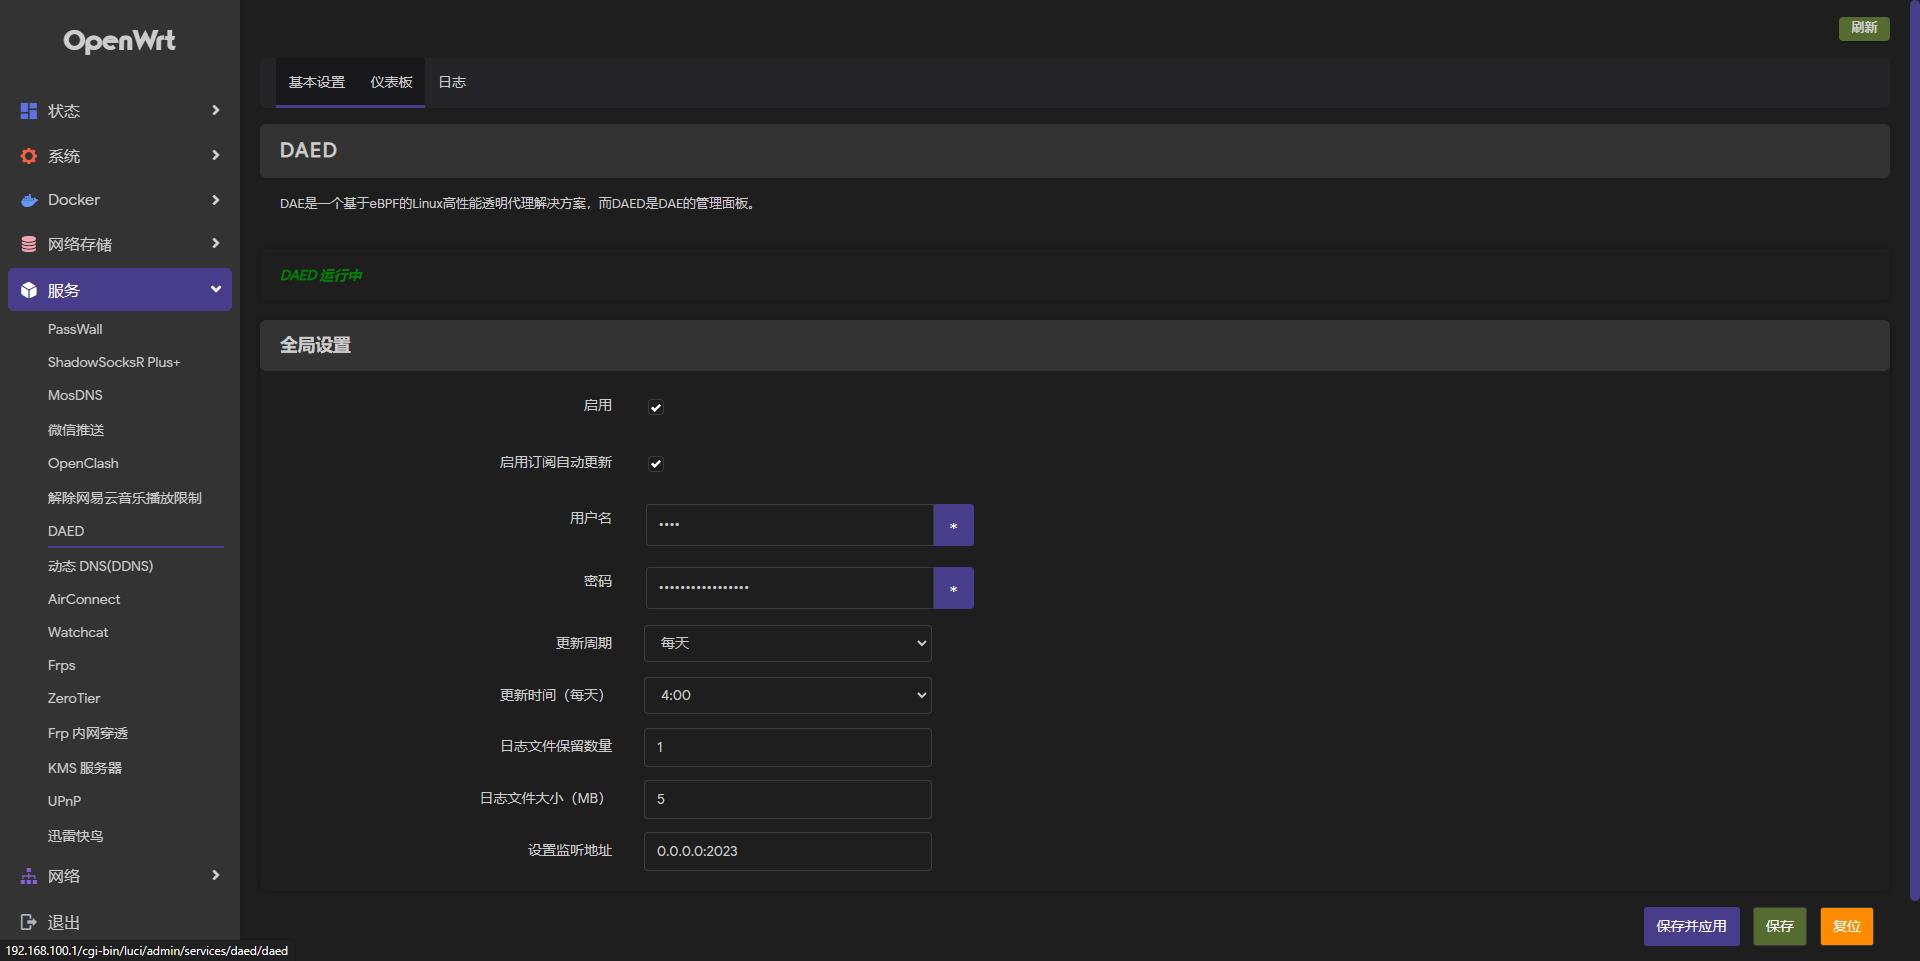 OpenWrt
状态
系统
Docker
网络存储
服务
PassWall
ShadowSocksR Plus+
MosDNS
微信推送
OpenClash
解除网易云音乐播放限制
DAED
动态 DNS(DDNS)
AirConnect
Watchcat
Frps
ZeroTier
Frp 内网穿透
KMS 服务器
UPnP
迅雷快鸟
网络
退出
192.168.100.1/cgi-bin/luci/admin/services/daed/daed
刷新
基本设置 仪表板 日志
DAED
DAE是一个基于eBPF的Linux高性能透明代理解决方案，而DAED是DAE的管理面板。
DAED 运行中
全局设置
启用
启用订阅自动更新
用户名 •••• *
密码 ••••••••••••••••• *
更新周期 每天
更新时间（每天） 4:00
日志文件保留数量 1
日志文件大小（MB） 5
设置监听地址 0.0.0.0:2023
保存并应用 保存 复位